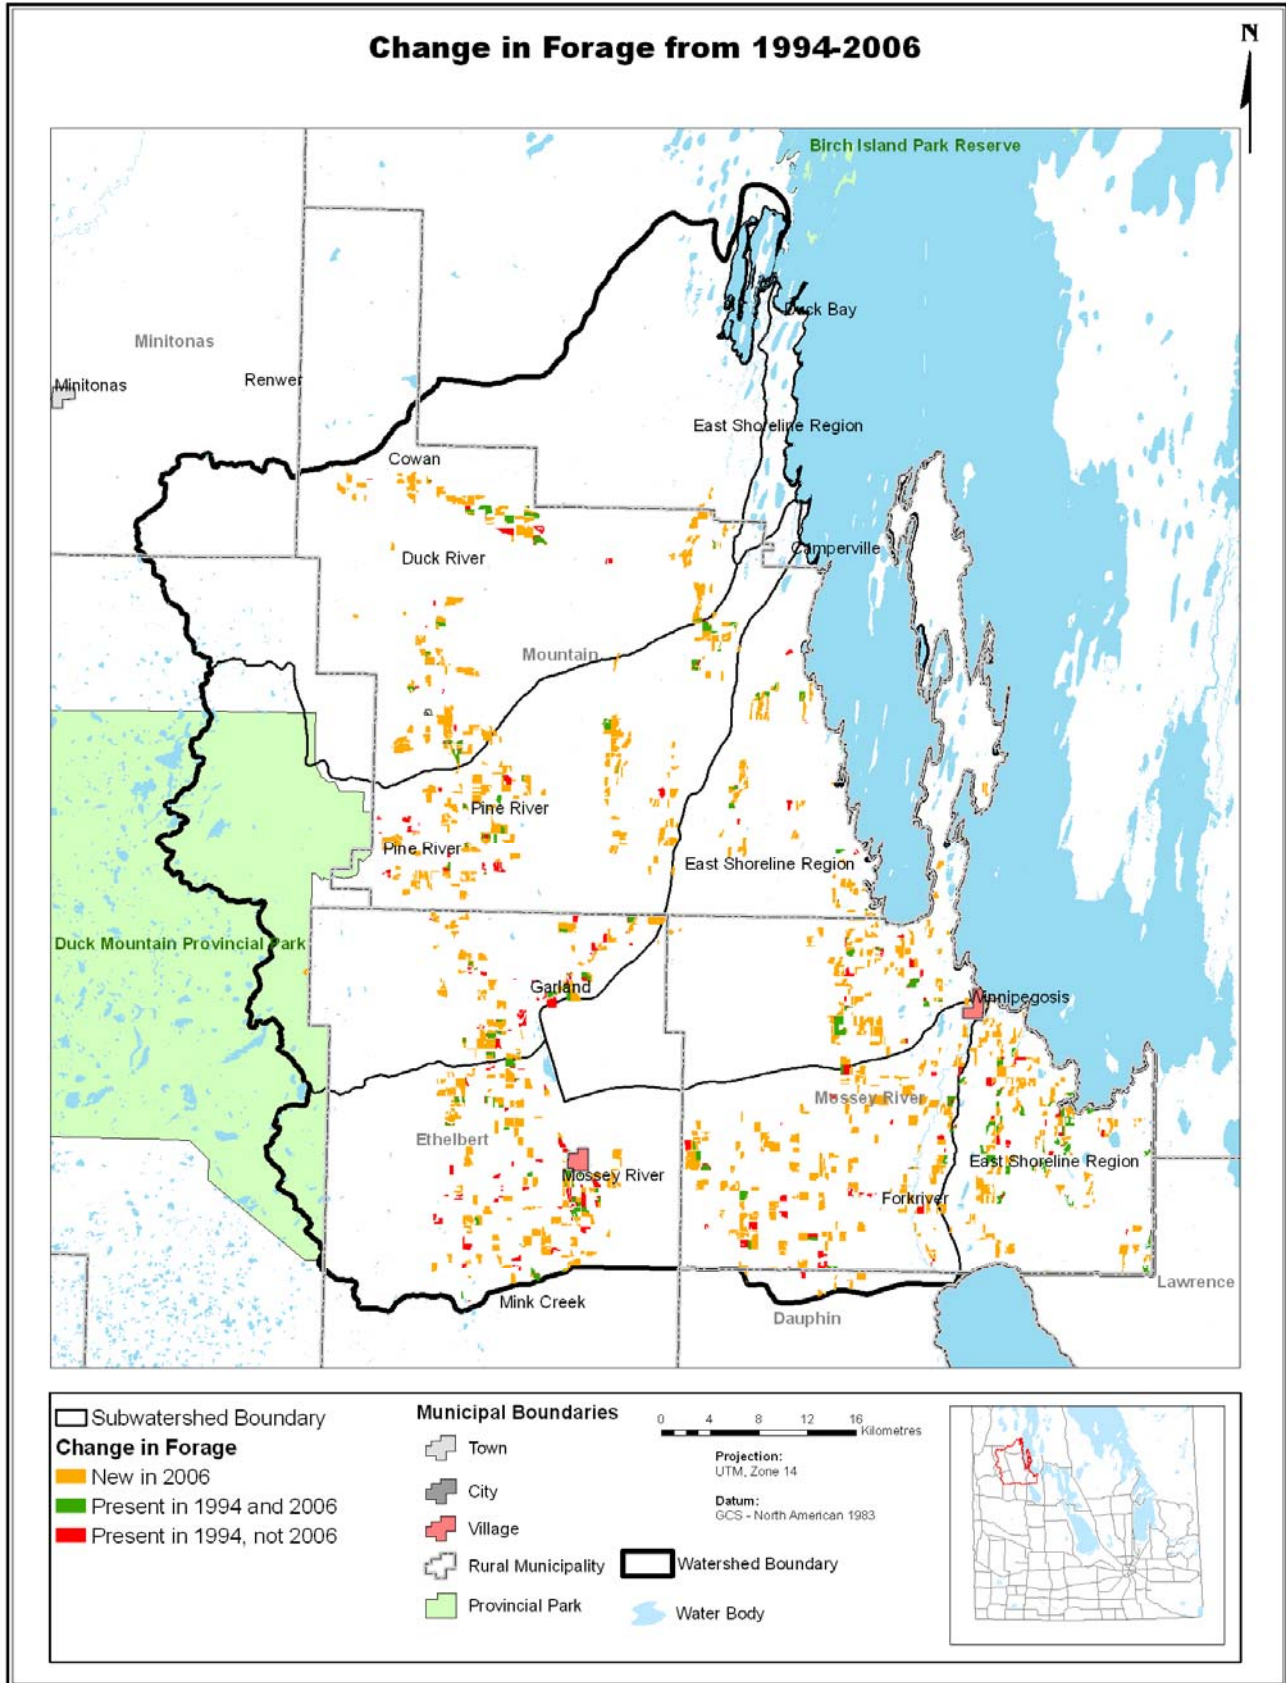 Change in Forage from 1994-2006
N
Birch Island Park Reserve
Duck Bay
Minitonas
Minitonas
Renwer
East Shoreline Region
Cowan
Camperville
Duck River
Mountain
Pine River
Pine River
East Shoreline Region
Duck Mountain Provincial Park
Garland
Winnipegosis
Mossey River
Ethelbert
East Shoreline Region
Mossey River
Forkriver
Lawrence
Mink Creek
Dauphin
Subwatershed Boundary
Change in Forage
New in 2006
Present in 1994 and 2006
Present in 1994, not 2006
Municipal Boundaries
Town
City
Village
Rural Municipality
Provincial Park
0 4 8 12 16
Kilometres
Projection:
UTM, Zone 14
Datum:
GCS - North American 1983
Watershed Boundary
Water Body